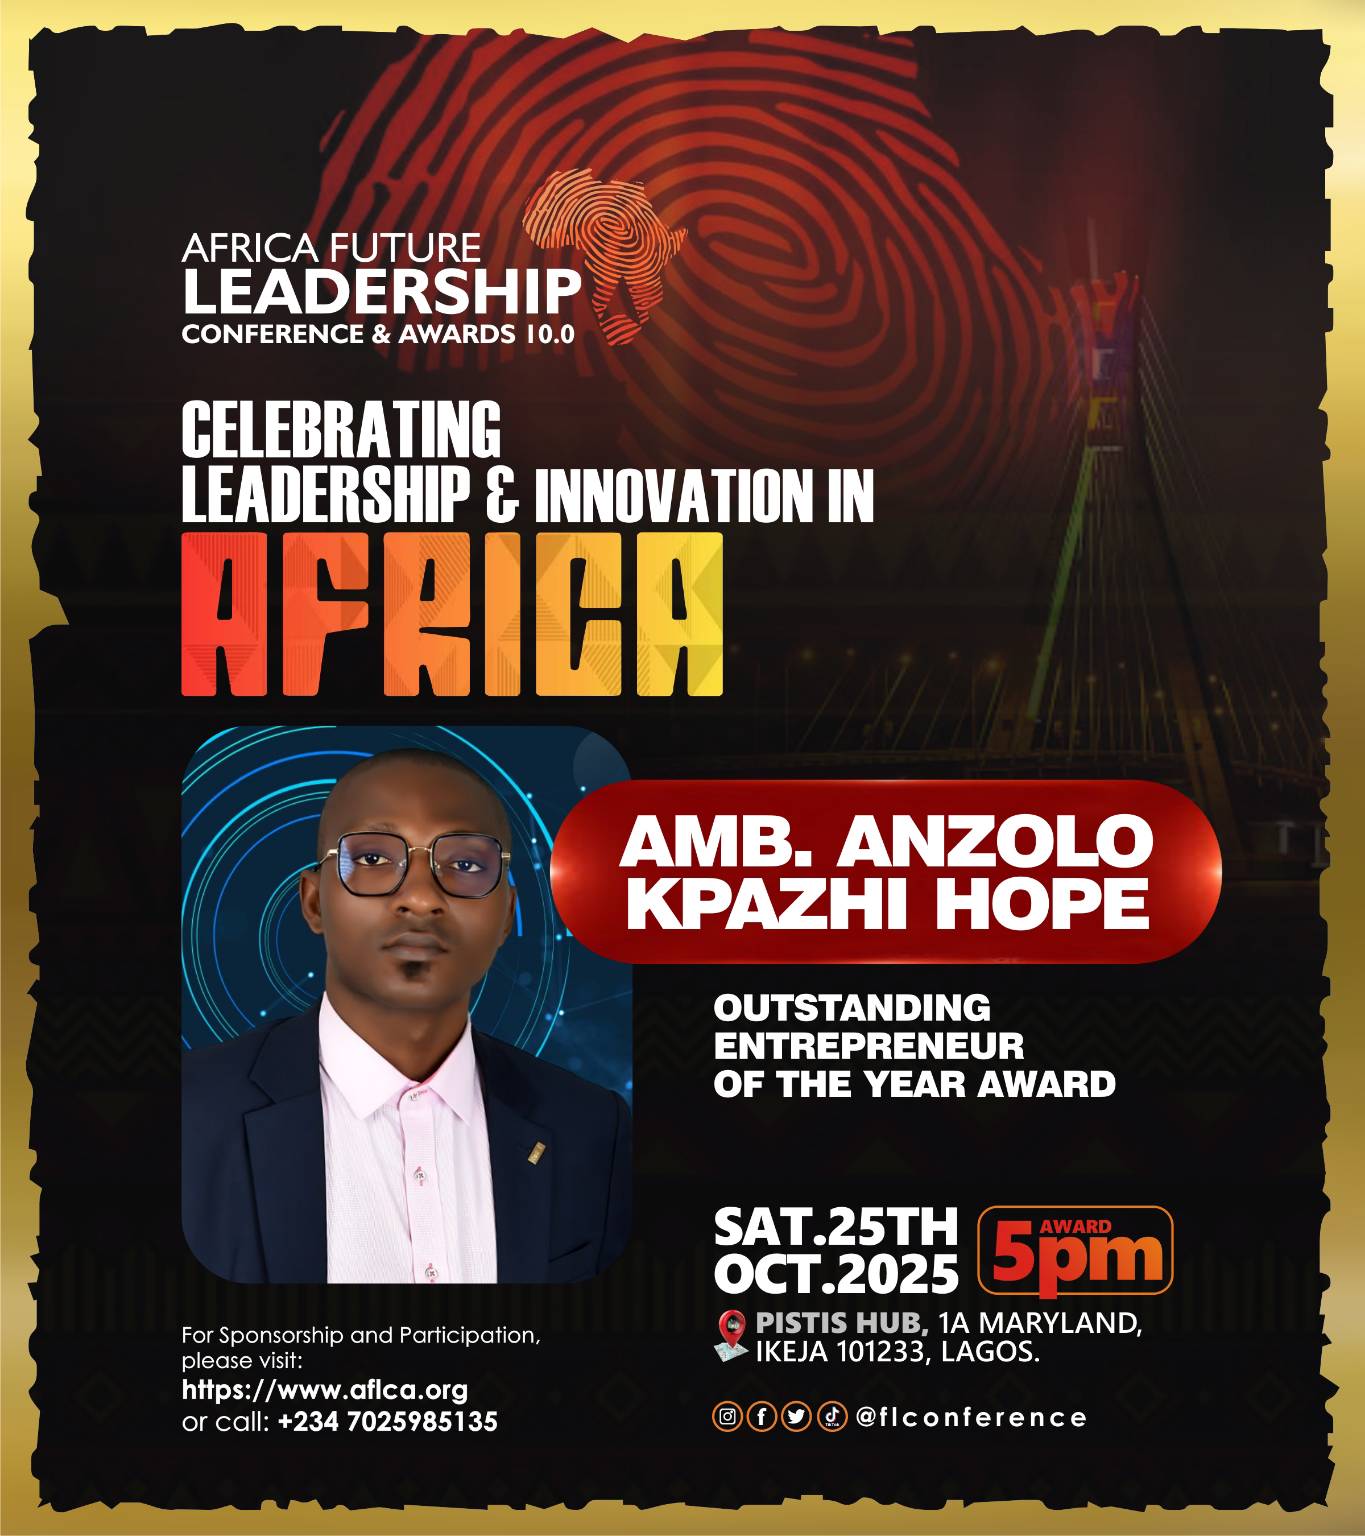 AFRICA FUTURE
LEADERSHIP
CONFERENCE & AWARDS 10.0
CELEBRATING
LEADERSHIP & INNOVATION IN
AFRICA
AMB. ANZOLO
KPAZHI HOPE
OUTSTANDING
ENTREPRENEUR
OF THE YEAR AWARD
SAT.25TH
OCT.2025
AWARD
5pm
PISTIS HUB, 1A MARYLAND,
IKEJA 101233, LAGOS.
For Sponsorship and Participation,
please visit:
https://www.aflca.org
or call: +234 7025985135
@flconference